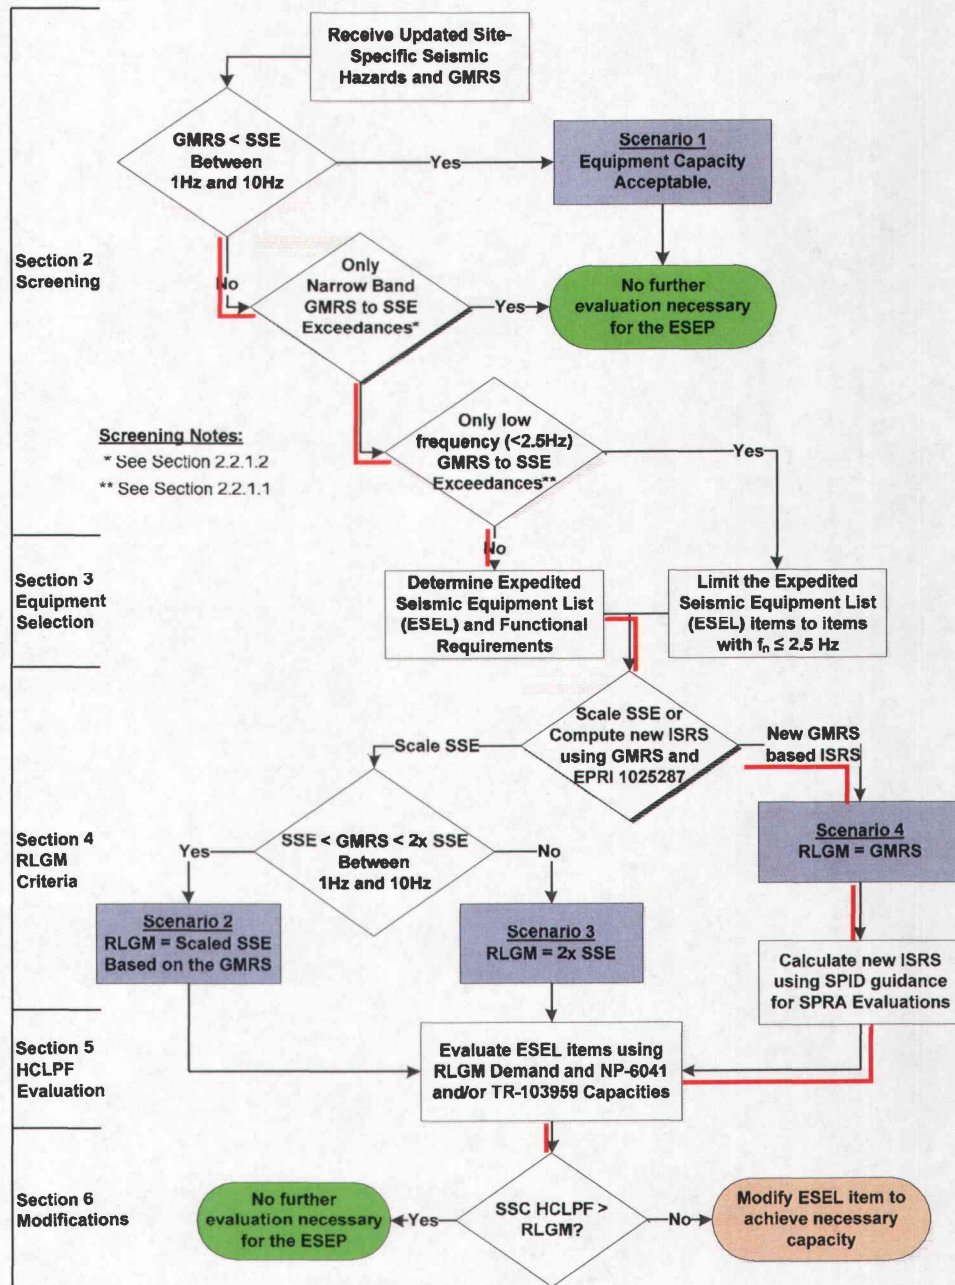 Receive Updated Site-
Specific Seismic
Hazards and GMRS
GMRS < SSE
Between
1Hz and 10Hz
Yes
Scenario 1
Equipment Capacity
Acceptable.
Section 2
Screening
No
Only
Narrow Band
GMRS to SSE
Exceedances*
Yes
No further
evaluation necessary
for the ESEP
Screening Notes:
* See Section 2.2.1.2
** See Section 2.2.1.1
Only low
frequency (<2.5Hz)
GMRS to SSE
Exceedances**
Yes
No
Section 3
Equipment
Selection
Determine Expedited
Seismic Equipment List
(ESEL) and Functional
Requirements
Limit the Expedited
Seismic Equipment List
(ESEL) items to items
with fn ≤ 2.5 Hz
Scale SSE or
Compute new ISRS
using GMRS and
EPRI 1025287
Scale SSE
New GMRS
based ISRS
Section 4
RLGM
Criteria
SSE < GMRS < 2x SSE
Between
1Hz and 10Hz
Yes
No
Scenario 4
RLGM = GMRS
Scenario 2
RLGM = Scaled SSE
Based on the GMRS
Scenario 3
RLGM = 2x SSE
Calculate new ISRS
using SPID guidance
for SPRA Evaluations
Section 5
HCLPF
Evaluation
Evaluate ESEL items using
RLGM Demand and NP-6041
and/or TR-103959 Capacities
Section 6
Modifications
No further
evaluation necessary
for the ESEP
Yes
SSC HCLPF >
RLGM?
No
Modify ESEL item to
achieve necessary
capacity